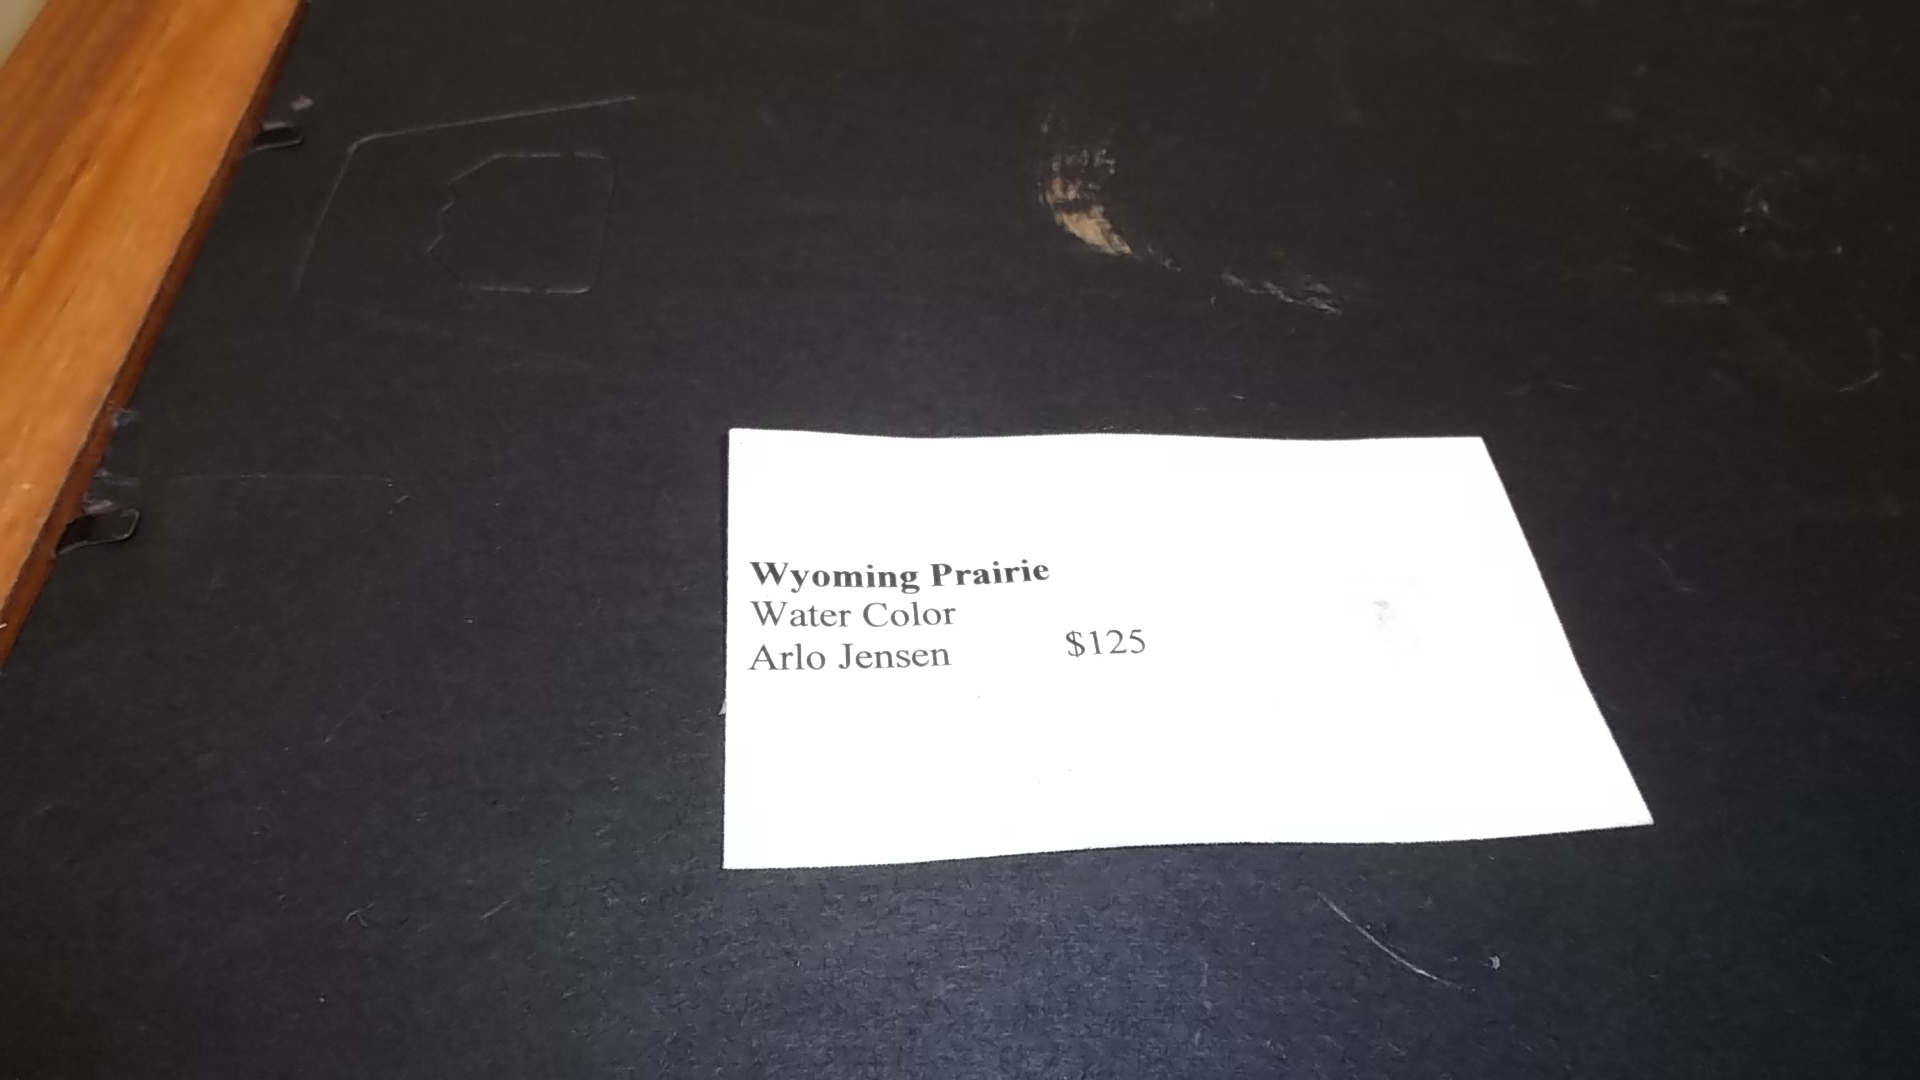 Wyoming Prairie
Water Color
Arlo Jensen $125